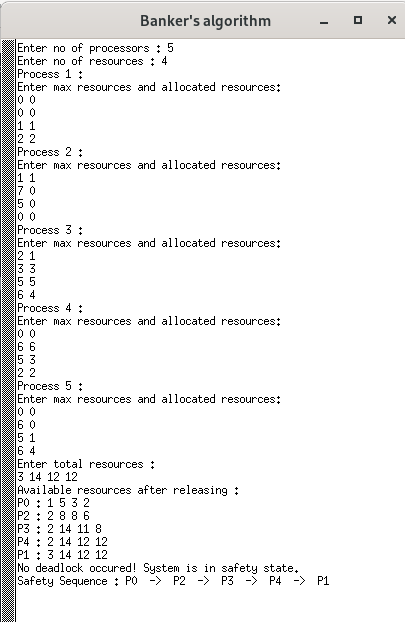 Banker's algorithm
Enter no of processors : 5
Enter no of resources : 4
Process 1 :
Enter max resources and allocated resources:
0 0
0 0
1 1
2 2
Process 2 :
Enter max resources and allocated resources:
1 1
7 0
5 0
0 0
Process 3 :
Enter max resources and allocated resources:
2 1
3 3
5 5
6 4
Process 4 :
Enter max resources and allocated resources:
0 0
6 6
5 3
2 2
Process 5 :
Enter max resources and allocated resources:
0 0
6 0
5 1
6 4
Enter total resources :
3 14 12 12
Available resources after releasing :
P0 : 1 5 3 2
P2 : 2 8 8 6
P3 : 2 14 11 8
P4 : 2 14 12 12
P1 : 3 14 12 12
No deadlock occured! System is in safety state.
Safety Sequence : P0 -> P2 -> P3 -> P4 -> P1